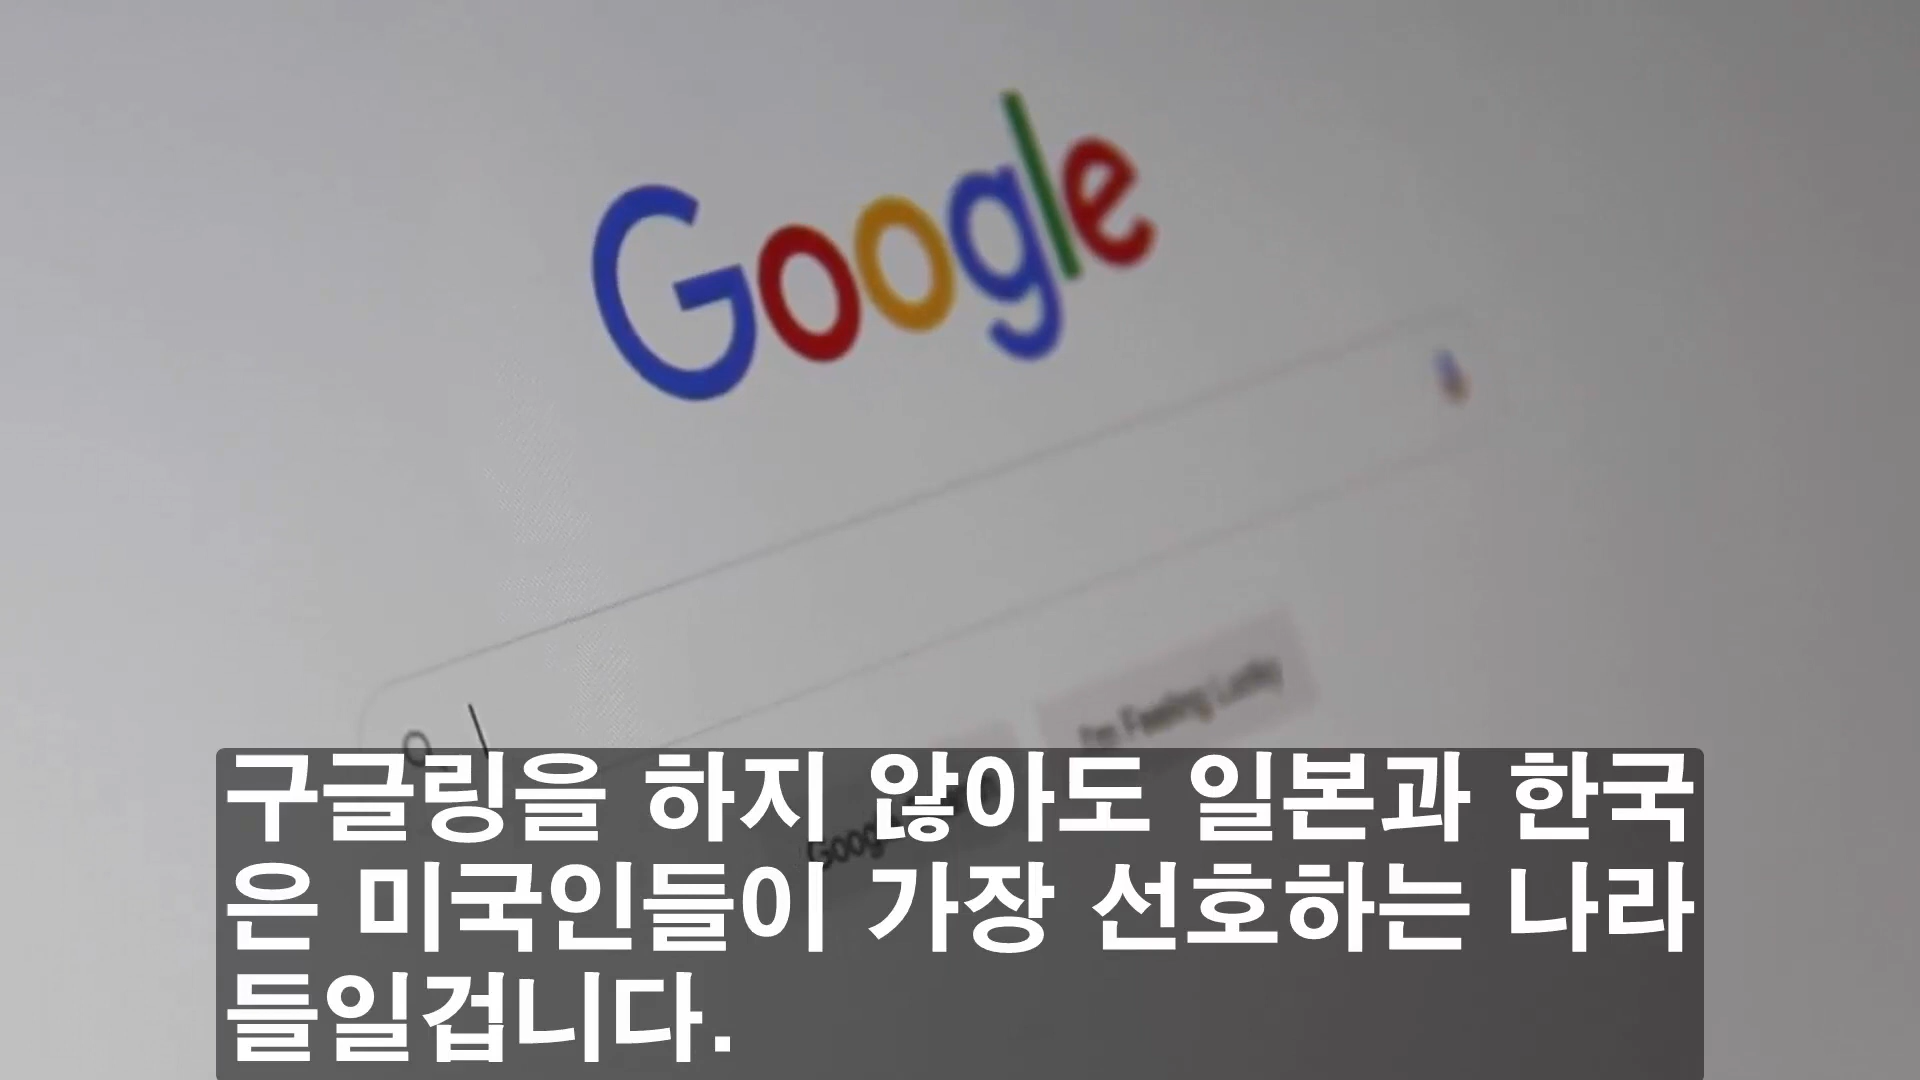 Google
I'm Feeling Lucky
구글링을 하지 않아도 일본과 한국
은 미국인들이 가장 선호하는 나라
들일겁니다.